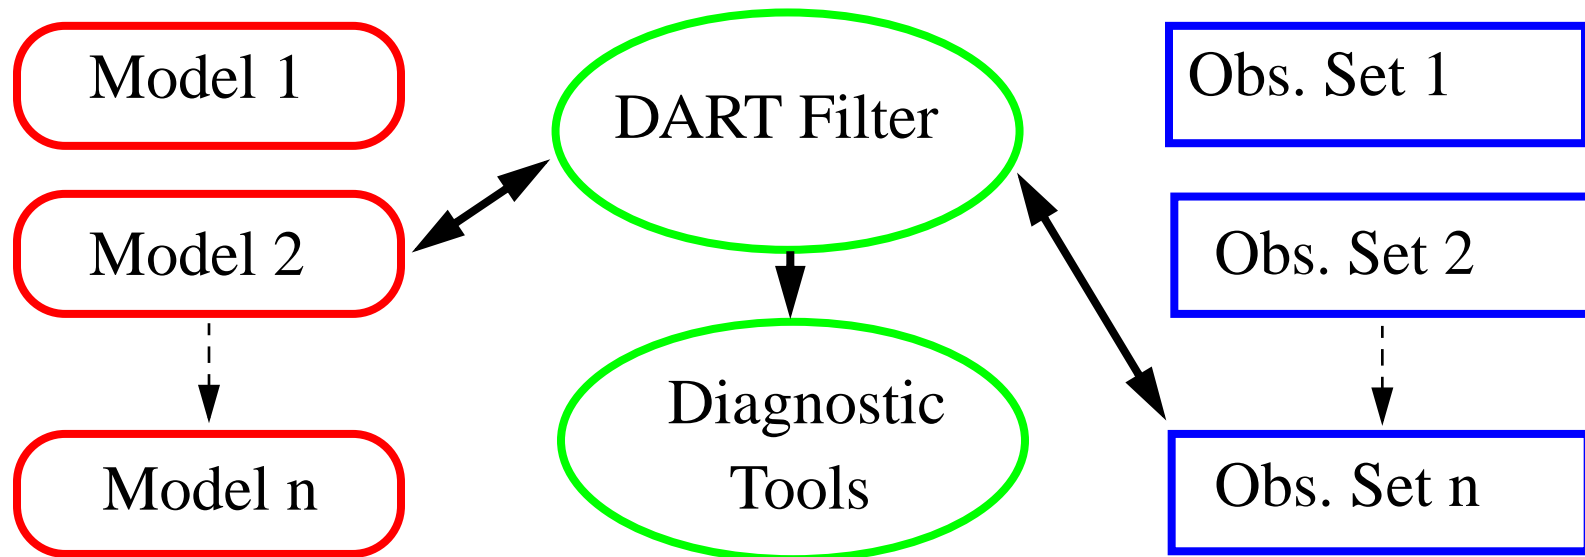 Model 1
DART Filter
Obs. Set 1
Model 2
Obs. Set 2
Diagnostic
Tools
Model n
Obs. Set n